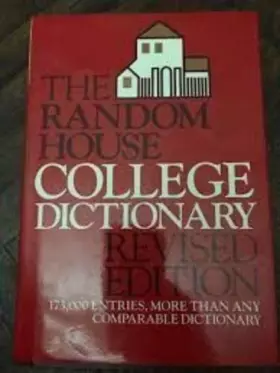 THE
RANDOM
HOUSE
COLLEGE
DICTIONARY
REVISED
EDITION
173,000 ENTRIES, MORE THAN ANY
COMPARABLE DICTIONARY